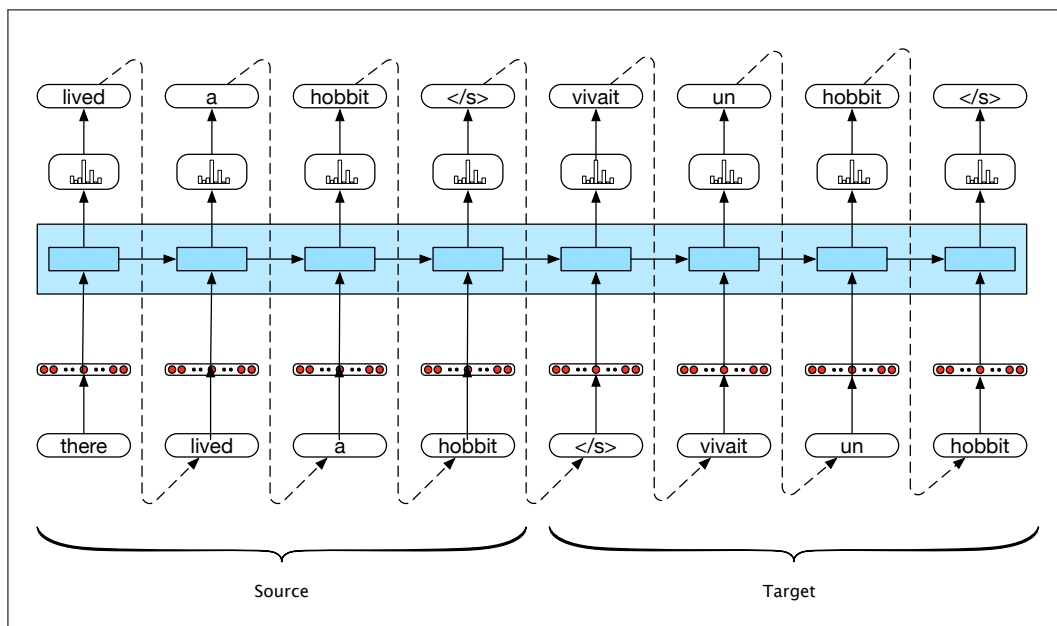 lived a hobbit </s> vivait un hobbit </s>
there lived a hobbit </s> vivait un hobbit
Source Target